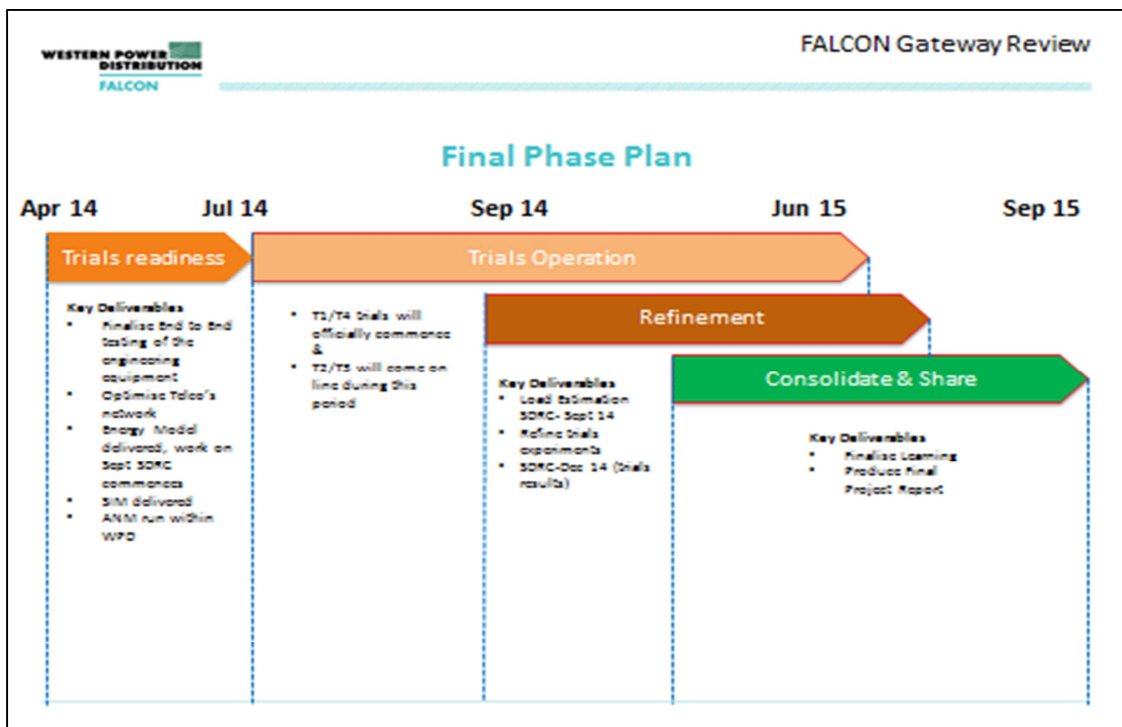 WESTERN POWER
DISTRIBUTION
FALCON
FALCON Gateway Review
Final Phase Plan
Apr 14
Jul 14
Sep 14
Jun 15
Sep 15
Trials readiness
Trials Operation
Refinement
Consolidate & Share
Key Deliverables
• Finalise End to End
testing of the
engineering
equipment
• Optimise Telco's
network
• Energy Model
delivered, work on
Sept SDRC
commences
• SIM delivered
• ANM run within
WPD
• T1/T4 trials will
officially commence
&
• T2/T3 will come on
line during this
period
Key Deliverables
• Load Estimation
SDRC- Sept 14
• Refine trials
experiments
• SDRC-Dec 14 (trials
results)
Key Deliverables
• Finalise Learning
• Produce Final
Project Report